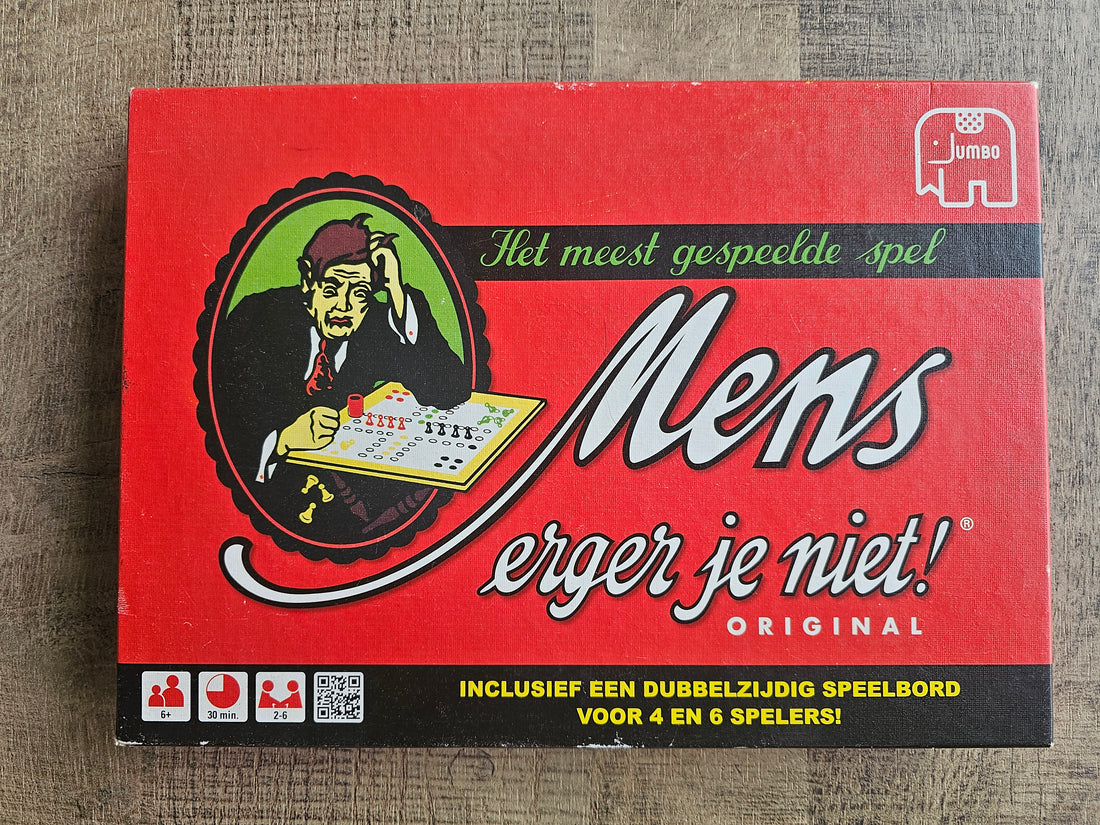 JUMBO
Het meest gespeelde spel
Mens
erger je niet!®
ORIGINAL
6+
30 min.
2-6
INCLUSIEF EEN DUBBELZIJDIG SPEELBORD
VOOR 4 EN 6 SPELERS!